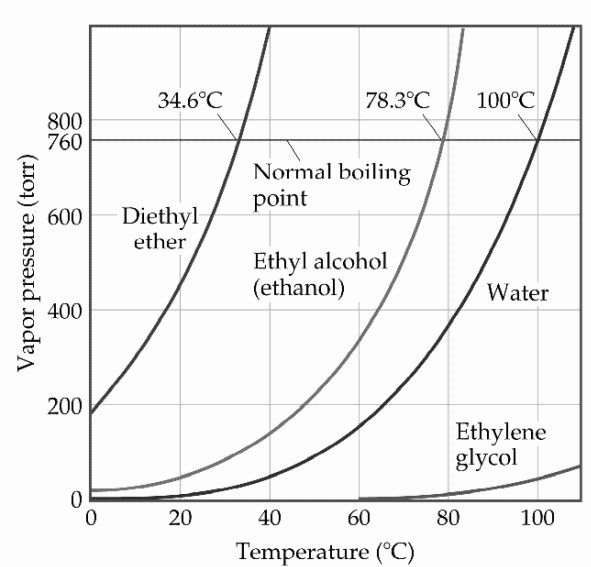 34.6°C
78.3°C
100°C
800
760
Normal boiling
point
600
Diethyl
ether
Ethyl alcohol
(ethanol)
Water
400
200
Ethylene
glycol
0
0 20 40 60 80 100
Temperature (°C)
Vapor pressure (torr)